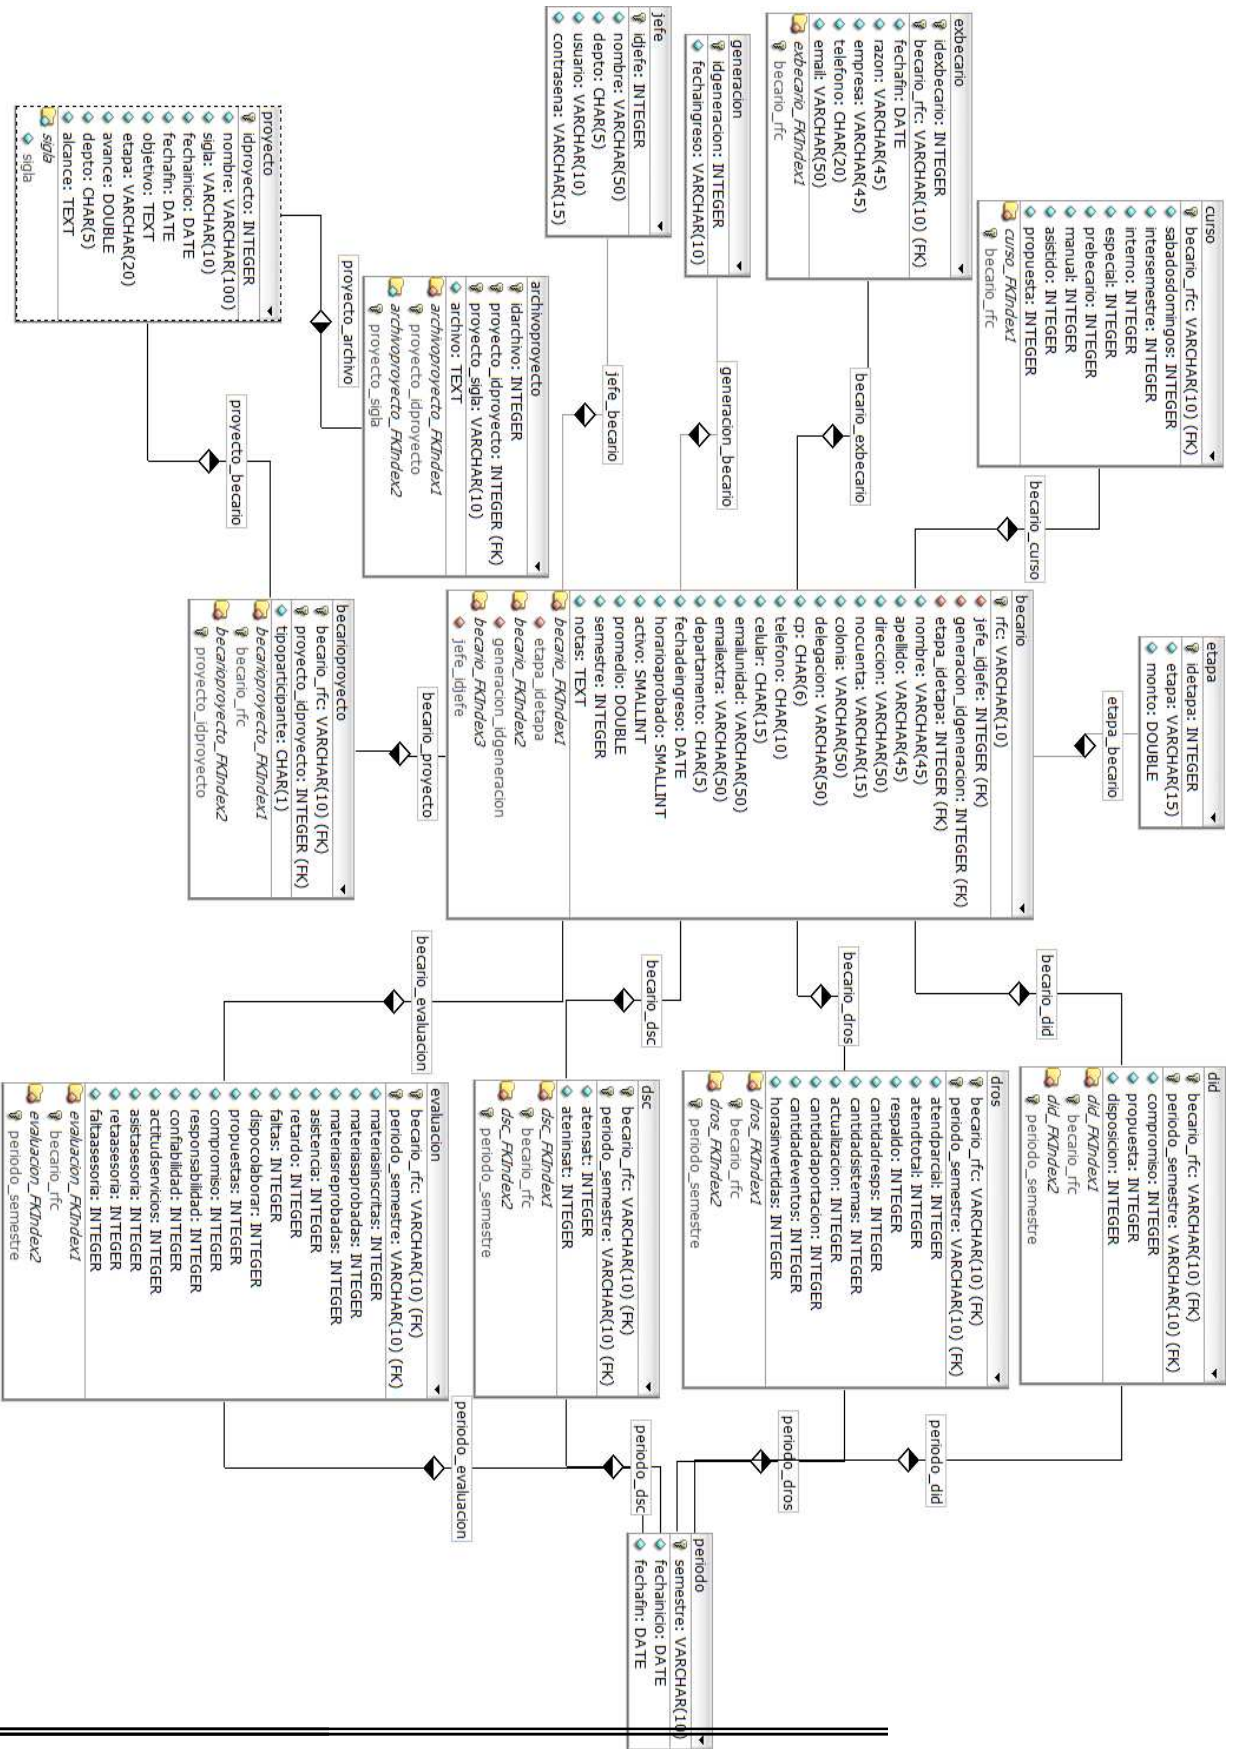 curso
becario_rfc: VARCHAR(10) (FK)
sabadosdomingos: INTEGER
intersemestre: INTEGER
interno: INTEGER
especial: INTEGER
prebecario: INTEGER
manual: INTEGER
asistido: INTEGER
propuesta: INTEGER
curso_FKIndex1
becario_rfc
becario_curso
etapa
idetapa: INTEGER
etapa: VARCHAR(15)
monto: DOUBLE
etapa_becario
did
becario_rfc: VARCHAR(10) (FK)
periodo_semestre: VARCHAR(10) (FK)
compromiso: INTEGER
propuesta: INTEGER
disposicion: INTEGER
did_FKIndex1
becario_rfc
did_FKIndex2
periodo_semestre
becario_did
periodo_did
exbecario
idexbecario: INTEGER
becario_rfc: VARCHAR(10) (FK)
fechafin: DATE
razon: VARCHAR(45)
empresa: VARCHAR(45)
telefono: CHAR(20)
email: VARCHAR(50)
exbecario_FKIndex1
becario_rfc
becario_exbecario
becario
rfc: VARCHAR(10)
jefe_idjefe: INTEGER (FK)
generacion_idgeneracion: INTEGER (FK)
etapa_idetapa: INTEGER (FK)
nombre: VARCHAR(45)
apellido: VARCHAR(45)
direccion: VARCHAR(50)
nocuenta: VARCHAR(15)
colonia: VARCHAR(50)
delegacion: VARCHAR(50)
cp: CHAR(6)
telefono: CHAR(10)
celular: CHAR(15)
emailunidad: VARCHAR(50)
emailextra: VARCHAR(50)
departamento: CHAR(5)
fechadeingreso: DATE
horarioaprobado: SMALLINT
activo: SMALLINT
promedio: DOUBLE
semestre: INTEGER
notas: TEXT
becario_FKIndex1
etapa_idetapa
becario_FKIndex2
generacion_idgeneracion
becario_FKIndex3
jefe_idjefe
dros
becario_rfc: VARCHAR(10) (FK)
periodo_semestre: VARCHAR(10) (FK)
atendparcial: INTEGER
atendtotal: INTEGER
respaldo: INTEGER
cantidadresps: INTEGER
cantidadsistemas: INTEGER
actualizacion: INTEGER
cantidadaportacion: INTEGER
cantidadeventos: INTEGER
horasinvertidas: INTEGER
dros_FKIndex1
becario_rfc
dros_FKIndex2
periodo_semestre
becario_dros
periodo_dros
generacion
idgeneracion: INTEGER
fechaingreso: VARCHAR(10)
generacion_becario
jefe
idjefe: INTEGER
nombre: VARCHAR(50)
depto: CHAR(5)
usuario: VARCHAR(10)
contrasena: VARCHAR(15)
jefe_becario
dsc
becario_rfc: VARCHAR(10) (FK)
periodo_semestre: VARCHAR(10) (FK)
atensat: INTEGER
ateninsat: INTEGER
dsc_FKIndex1
becario_rfc
dsc_FKIndex2
periodo_semestre
becario_dsc
periodo_dsc
periodo
semestre: VARCHAR(10)
fechainicio: DATE
fechafin: DATE
archivoproyecto
idarchivo: INTEGER
proyecto_idproyecto: INTEGER (FK)
proyecto_sigla: VARCHAR(10)
archivo: TEXT
archivoproyecto_FKIndex1
proyecto_idproyecto
archivoproyecto_FKIndex2
proyecto_sigla
proyecto_archivo
proyecto
idproyecto: INTEGER
nombre: VARCHAR(100)
sigla: VARCHAR(10)
fechainicio: DATE
fechafin: DATE
objetivo: TEXT
etapa: VARCHAR(20)
avance: DOUBLE
depto: CHAR(5)
alcance: TEXT
sigla
sigla
proyecto_becario
becarioproyecto
becario_rfc: VARCHAR(10) (FK)
proyecto_idproyecto: INTEGER (FK)
tipoparticipante: CHAR(1)
becarioproyecto_FKIndex1
becario_rfc
becarioproyecto_FKIndex2
proyecto_idproyecto
becario_proyecto
becario_evaluacion
evaluacion
becario_rfc: VARCHAR(10) (FK)
periodo_semestre: VARCHAR(10) (FK)
materiasinscritas: INTEGER
materiasaprobadas: INTEGER
materiasreprobadas: INTEGER
asistencia: INTEGER
retardo: INTEGER
faltas: INTEGER
dispocolaborar: INTEGER
propuestas: INTEGER
compromiso: INTEGER
responsabilidad: INTEGER
confiabilidad: INTEGER
actitudservicios: INTEGER
asistasesoria: INTEGER
retaasesoria: INTEGER
faltaasesoria: INTEGER
evaluacion_FKIndex1
becario_rfc
evaluacion_FKIndex2
periodo_semestre
periodo_evaluacion